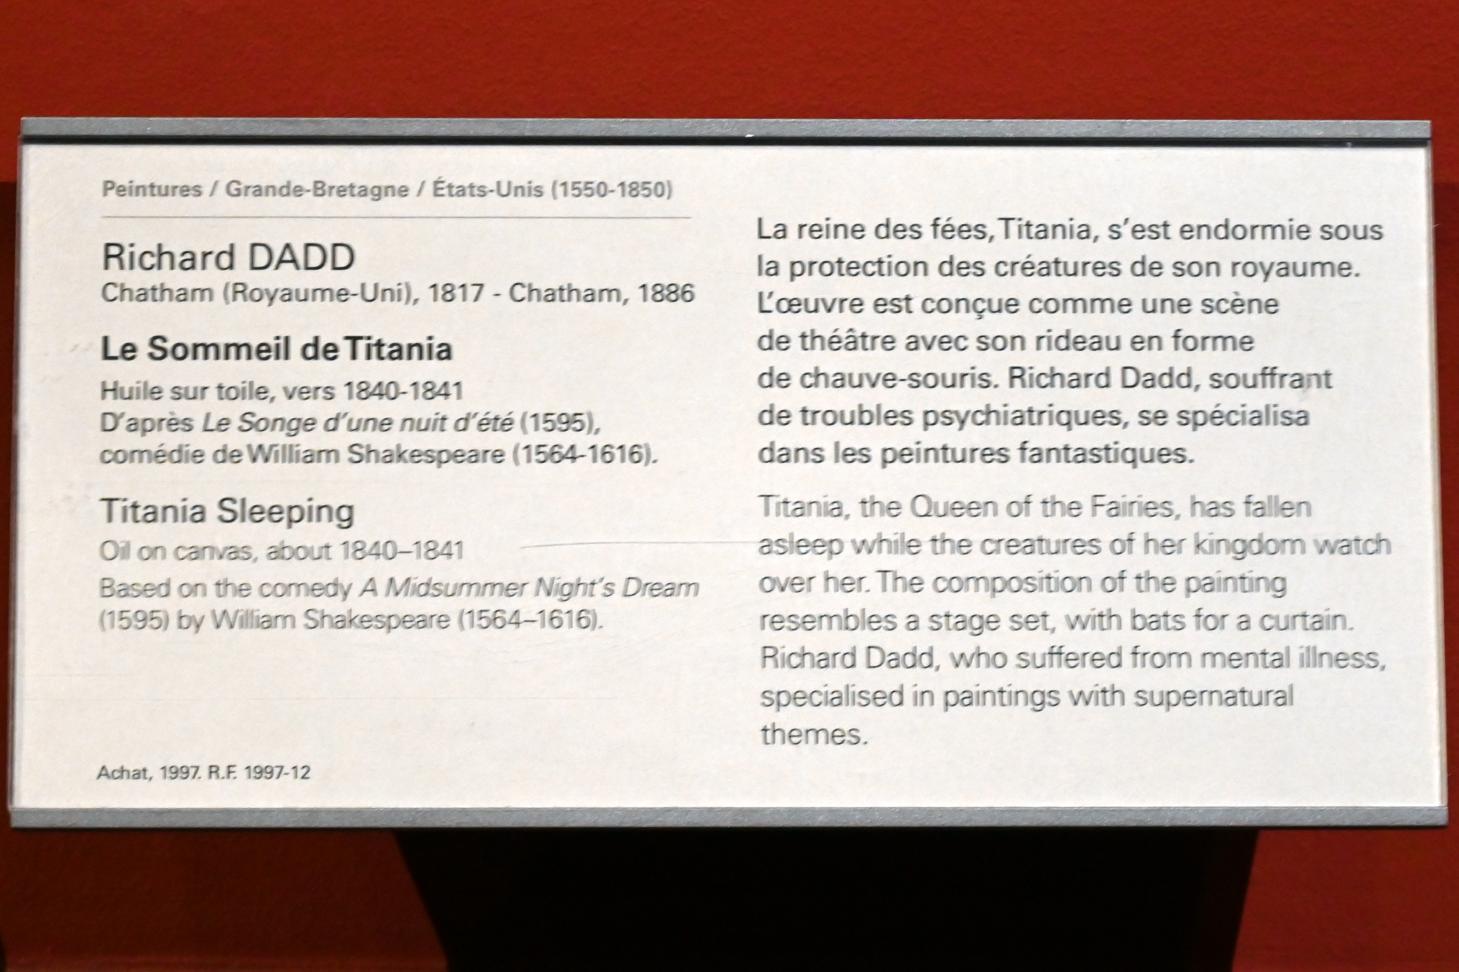 Peintures / Grande-Bretagne / États-Unis (1550-1850)
Richard DADD
Chatham (Royaume-Uni), 1817 - Chatham, 1886
Le Sommeil de Titania
Huile sur toile, vers 1840-1841
D'après Le Songe d'une nuit d'été (1595),
comédie de William Shakespeare (1564-1616).
Titania Sleeping
Oil on canvas, about 1840–1841
Based on the comedy A Midsummer Night's Dream
(1595) by William Shakespeare (1564–1616).
Achat, 1997. R.F. 1997-12
La reine des fées, Titania, s'est endormie sous
la protection des créatures de son royaume.
L'œuvre est conçue comme une scène
de théâtre avec son rideau en forme
de chauve-souris. Richard Dadd, souffrant
de troubles psychiatriques, se spécialisa
dans les peintures fantastiques.
Titania, the Queen of the Fairies, has fallen
asleep while the creatures of her kingdom watch
over her. The composition of the painting
resembles a stage set, with bats for a curtain.
Richard Dadd, who suffered from mental illness,
specialised in paintings with supernatural
themes.